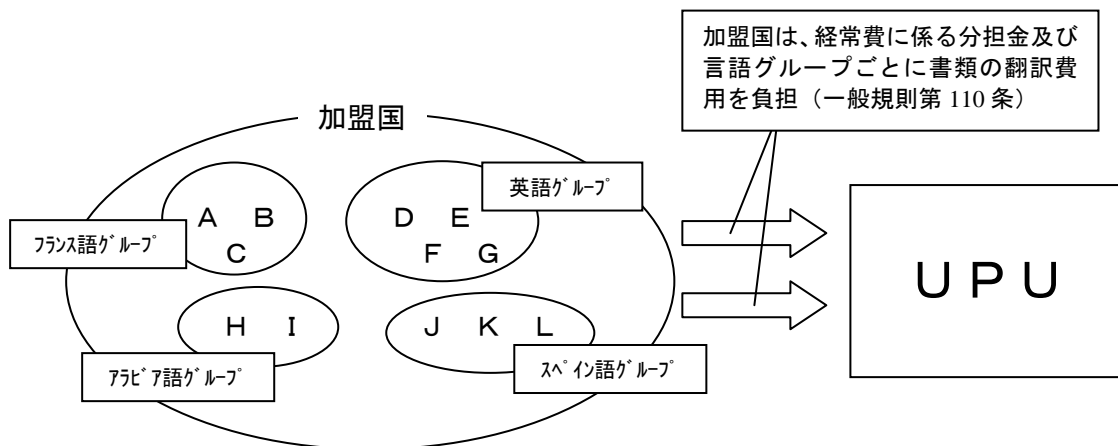 加盟国は、経常費に係る分担金及び
言語グループごとに書類の翻訳費
用を負担（一般規則第 110 条）
加盟国
英語ｸﾞﾙｰﾌﾟ
A B
C
D E
F G
ﾌﾗﾝｽ語ｸﾞﾙｰﾌﾟ
UPU
H I
J K L
ｱﾗﾋﾞｱ語ｸﾞﾙｰﾌﾟ
ｽﾍﾟｲﾝ語ｸﾞﾙｰﾌﾟ